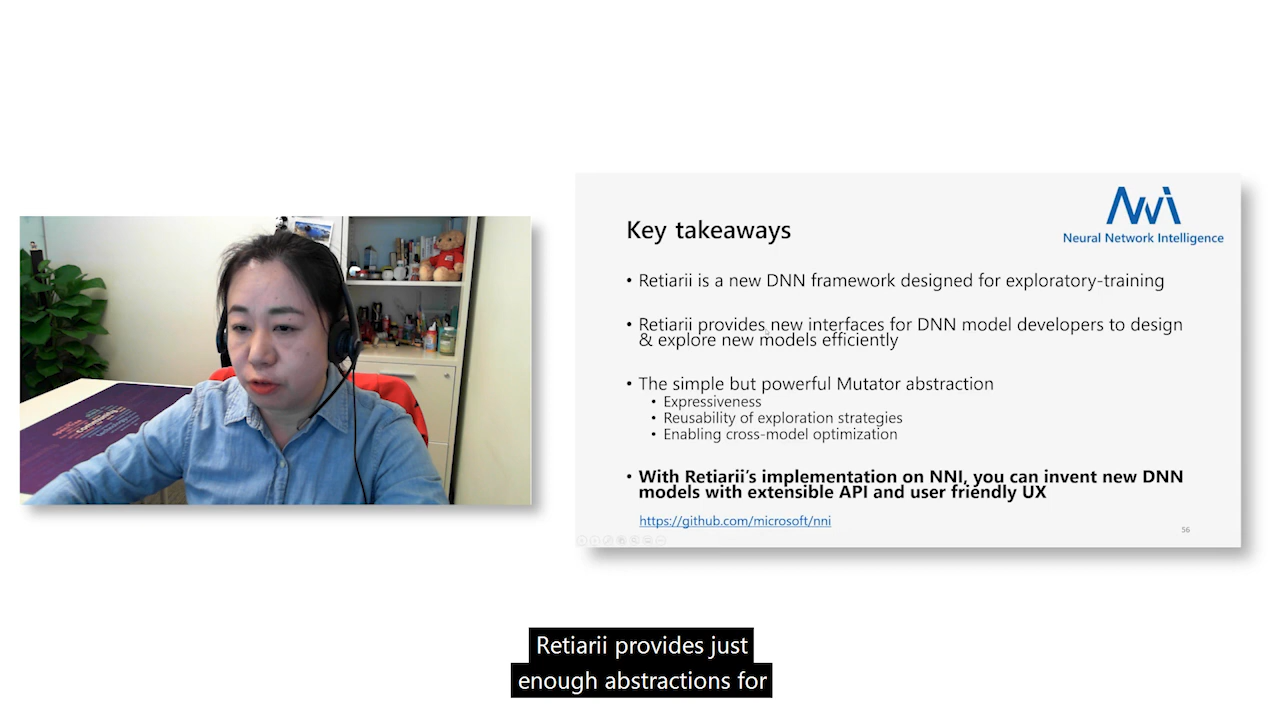 NNi
Neural Network Intelligence
Key takeaways
• Retiarii is a new DNN framework designed for exploratory-training
• Retiarii provides new interfaces for DNN model developers to design
& explore new models efficiently
• The simple but powerful Mutator abstraction
• Expressiveness
• Reusability of exploration strategies
• Enabling cross-model optimization
• With Retiarii's implementation on NNI, you can invent new DNN
models with extensible API and user friendly UX
https://github.com/microsoft/nni
56
Retiarii provides just
enough abstractions for